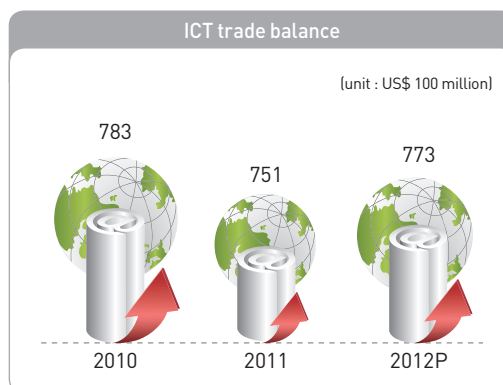 ICT trade balance
(unit : US$ 100 million)
783
751
773
@
@
@
2010
2011
2012P